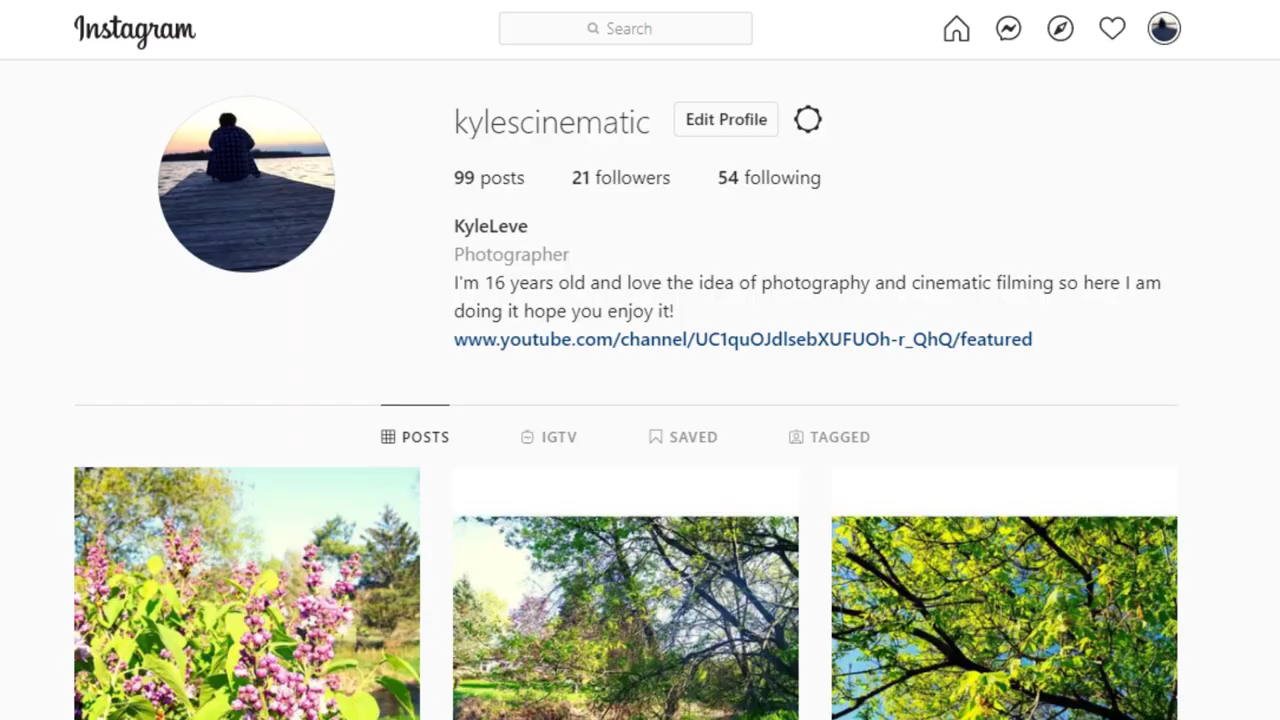 Instagram
Search
kylescinematic
Edit Profile
99 posts
21 followers
54 following
KyleLeve
Photographer
I'm 16 years old and love the idea of photography and cinematic filming so here I am
doing it hope you enjoy it!
www.youtube.com/channel/UC1quOJdlsebXUFUOh-r_QhQ/featured
POSTS
IGTV
SAVED
TAGGED